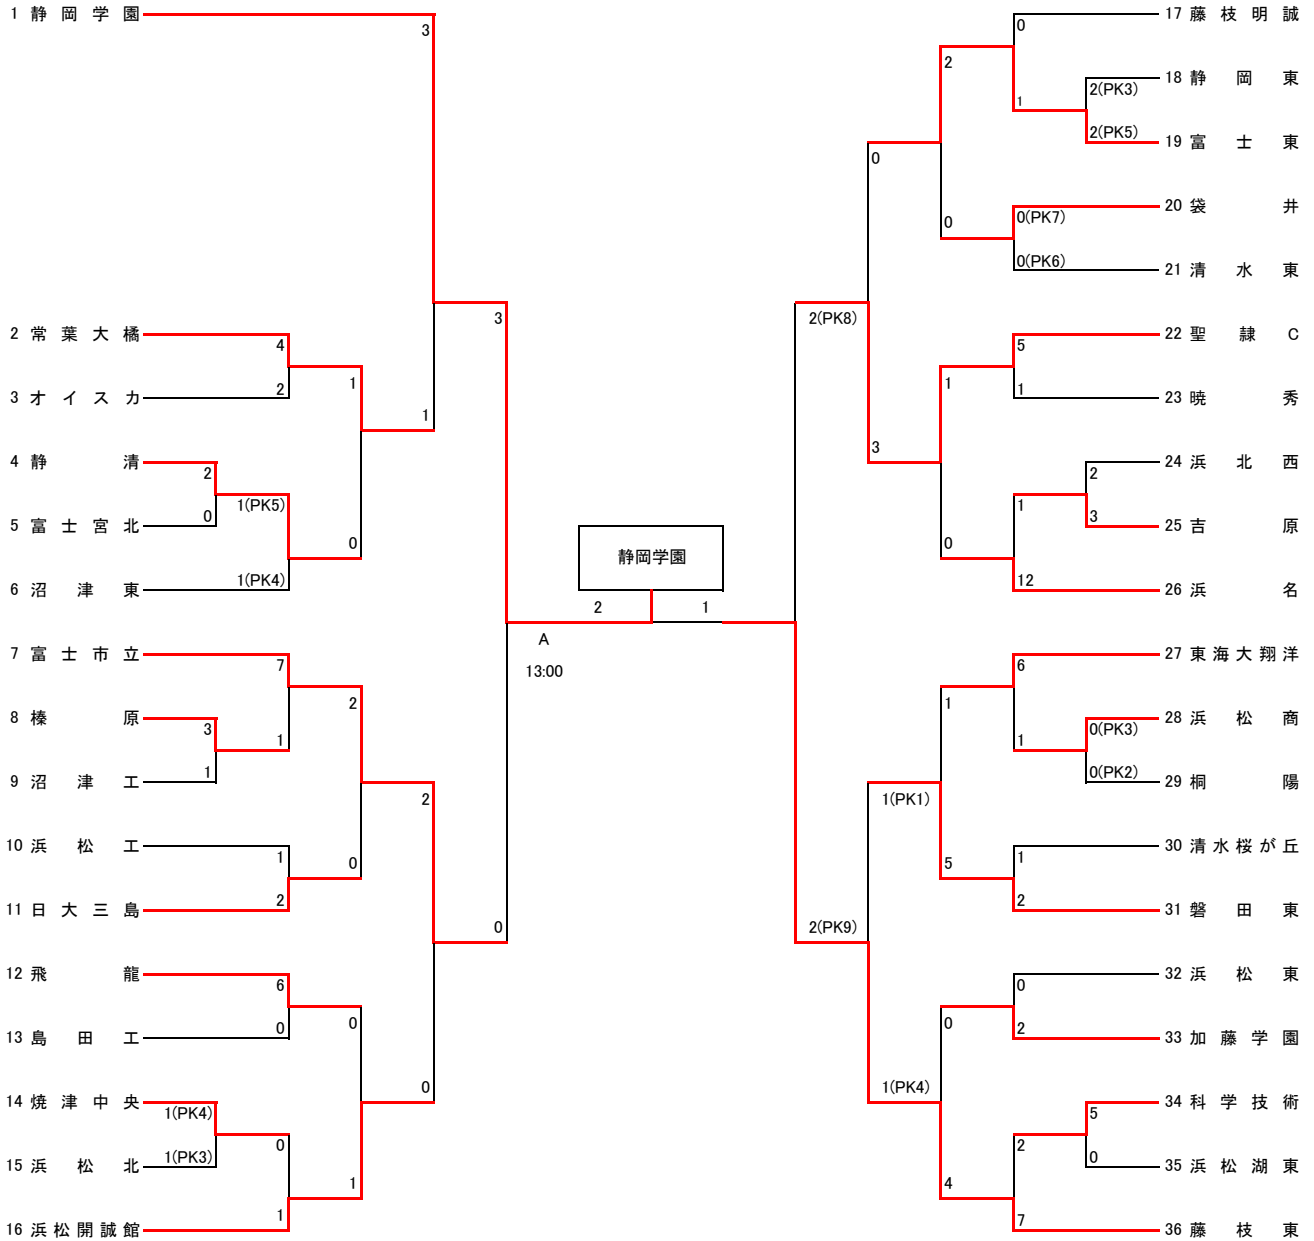 1 静岡学園
3
2 常葉大橘
4
3 オイスカ
2
1
1
4 静清
2
5 富士宮北
0
1(PK5)
6 沼津東
1(PK4)
0
3
7 富士市立
7
8 榛原
3
9 沼津工
1
1
2
10 浜松工
1
11 日大三島
2
0
2
12 飛龍
6
13 島田工
0
0
14 焼津中央
1(PK4)
15 浜松北
1(PK3)
0
16 浜松開誠館
1
1
0
0
静岡学園
2
1
A
13:00
17 藤枝明誠
0
18 静岡東
2(PK3)
1
19 富士東
2(PK5)
2
20 袋井
0(PK7)
21 清水東
0(PK6)
0
0
22 聖隷C
5
23 暁秀
1
1
24 浜北西
2
25 吉原
3
1
26 浜名
12
0
3
2(PK8)
27 東海大翔洋
6
28 浜松商
0(PK3)
29 桐陽
0(PK2)
1
1
30 清水桜が丘
1
31 磐田東
2
5
1(PK1)
32 浜松東
0
33 加藤学園
2
0
34 科学技術
5
35 浜松湖東
0
2
36 藤枝東
7
4
1(PK4)
2(PK9)